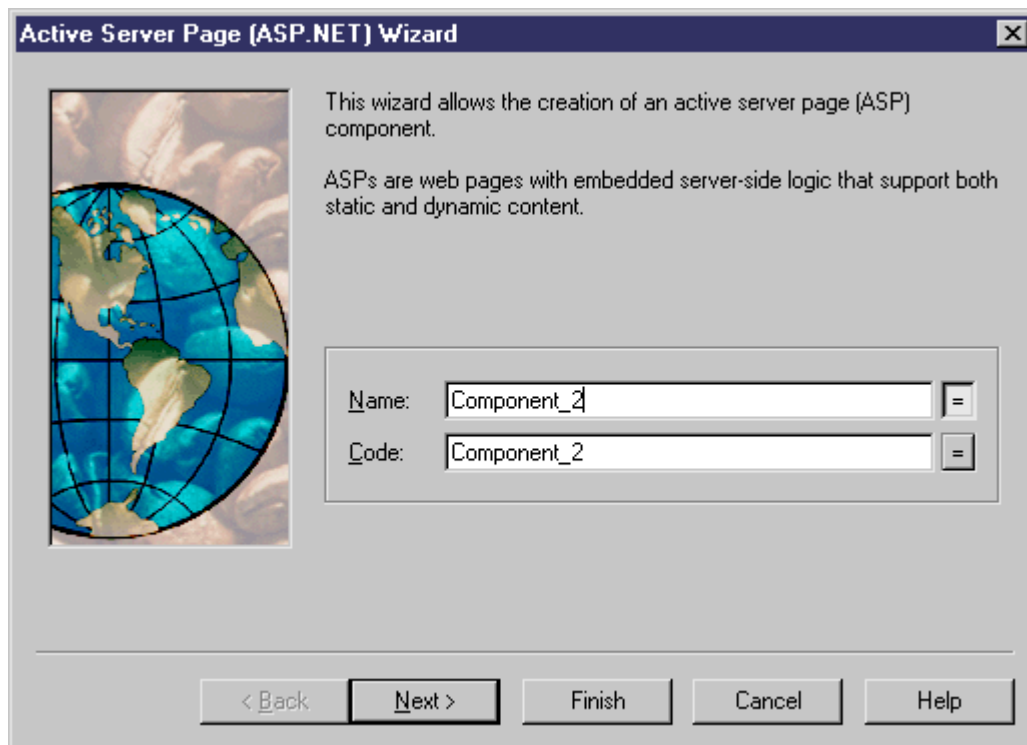 Active Server Page (ASP.NET) Wizard
This wizard allows the creation of an active server page (ASP)
component.
ASPs are web pages with embedded server-side logic that support both
static and dynamic content.
Name: Component_2 =
Code: Component_2 =
< Back Next > Finish Cancel Help